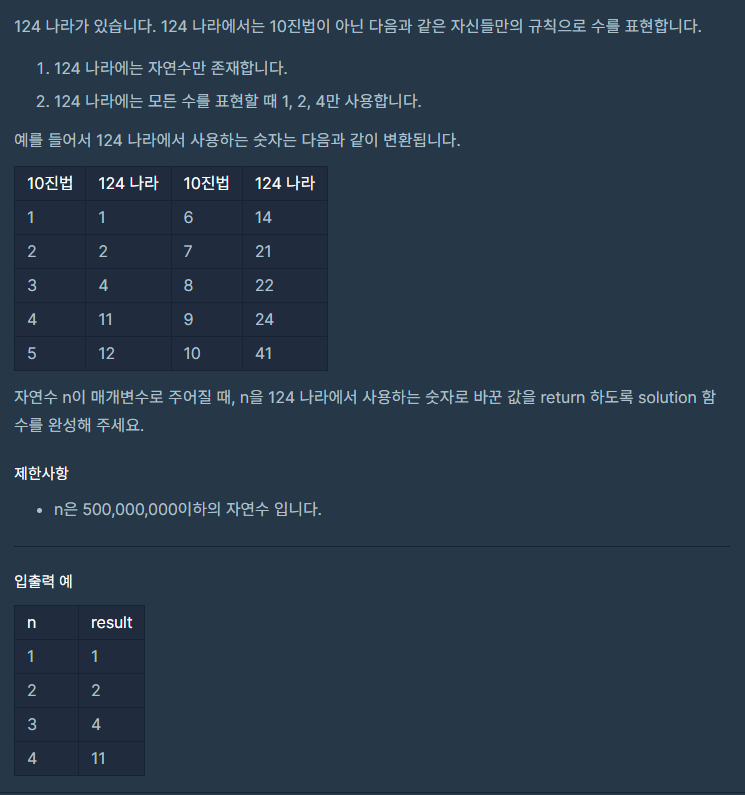 124 나라가 있습니다. 124 나라에서는 10진법이 아닌 다음과 같은 자신들만의 규칙으로 수를 표현합니다.
1. 124 나라에는 자연수만 존재합니다.
2. 124 나라에는 모든 수를 표현할 때 1, 2, 4만 사용합니다.
예를 들어서 124 나라에서 사용하는 숫자는 다음과 같이 변환됩니다.
10진법 124 나라 10진법 124 나라
1 1 6 14
2 2 7 21
3 4 8 22
4 11 9 24
5 12 10 41
자연수 n이 매개변수로 주어질 때, n을 124 나라에서 사용하는 숫자로 바꾼 값을 return 하도록 solution 함
수를 완성해 주세요.
제한사항
• n은 500,000,000이하의 자연수 입니다.
입출력 예
n result
1 1
2 2
3 4
4 11